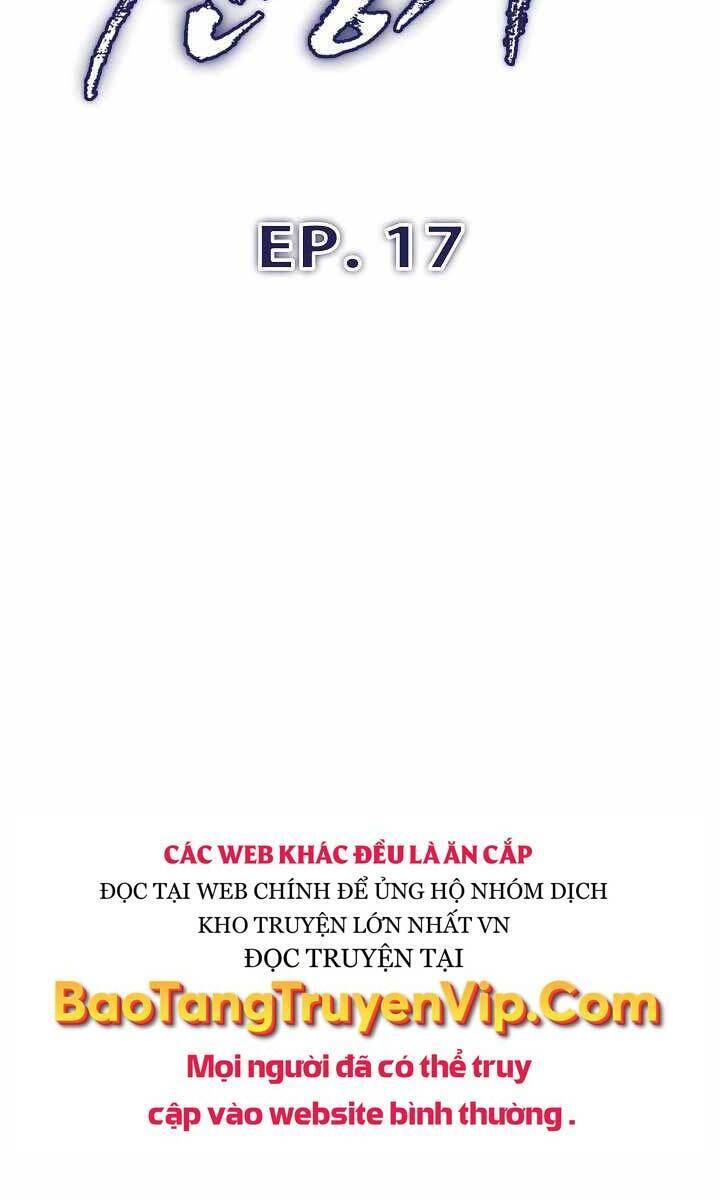 EP. 17
CÁC WEB KHÁC ĐỀU LÀ ĂN CẮP
ĐỌC TẠI WEB CHÍNH ĐỂ ỦNG HỘ NHÓM DỊCH
KHO TRUYỆN LỚN NHẤT VN
ĐỌC TRUYỆN TẠI
BaoTangTruyenVip.Com
Mọi người đã có thể truy
cập vào website bình thường.